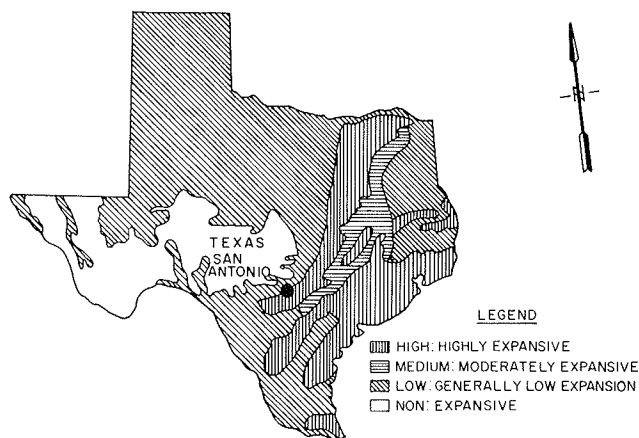 TEXAS
SAN
ANTONIO
N
LEGEND
HIGH: HIGHLY EXPANSIVE
MEDIUM: MODERATELY EXPANSIVE
LOW: GENERALLY LOW EXPANSION
NON: EXPANSIVE